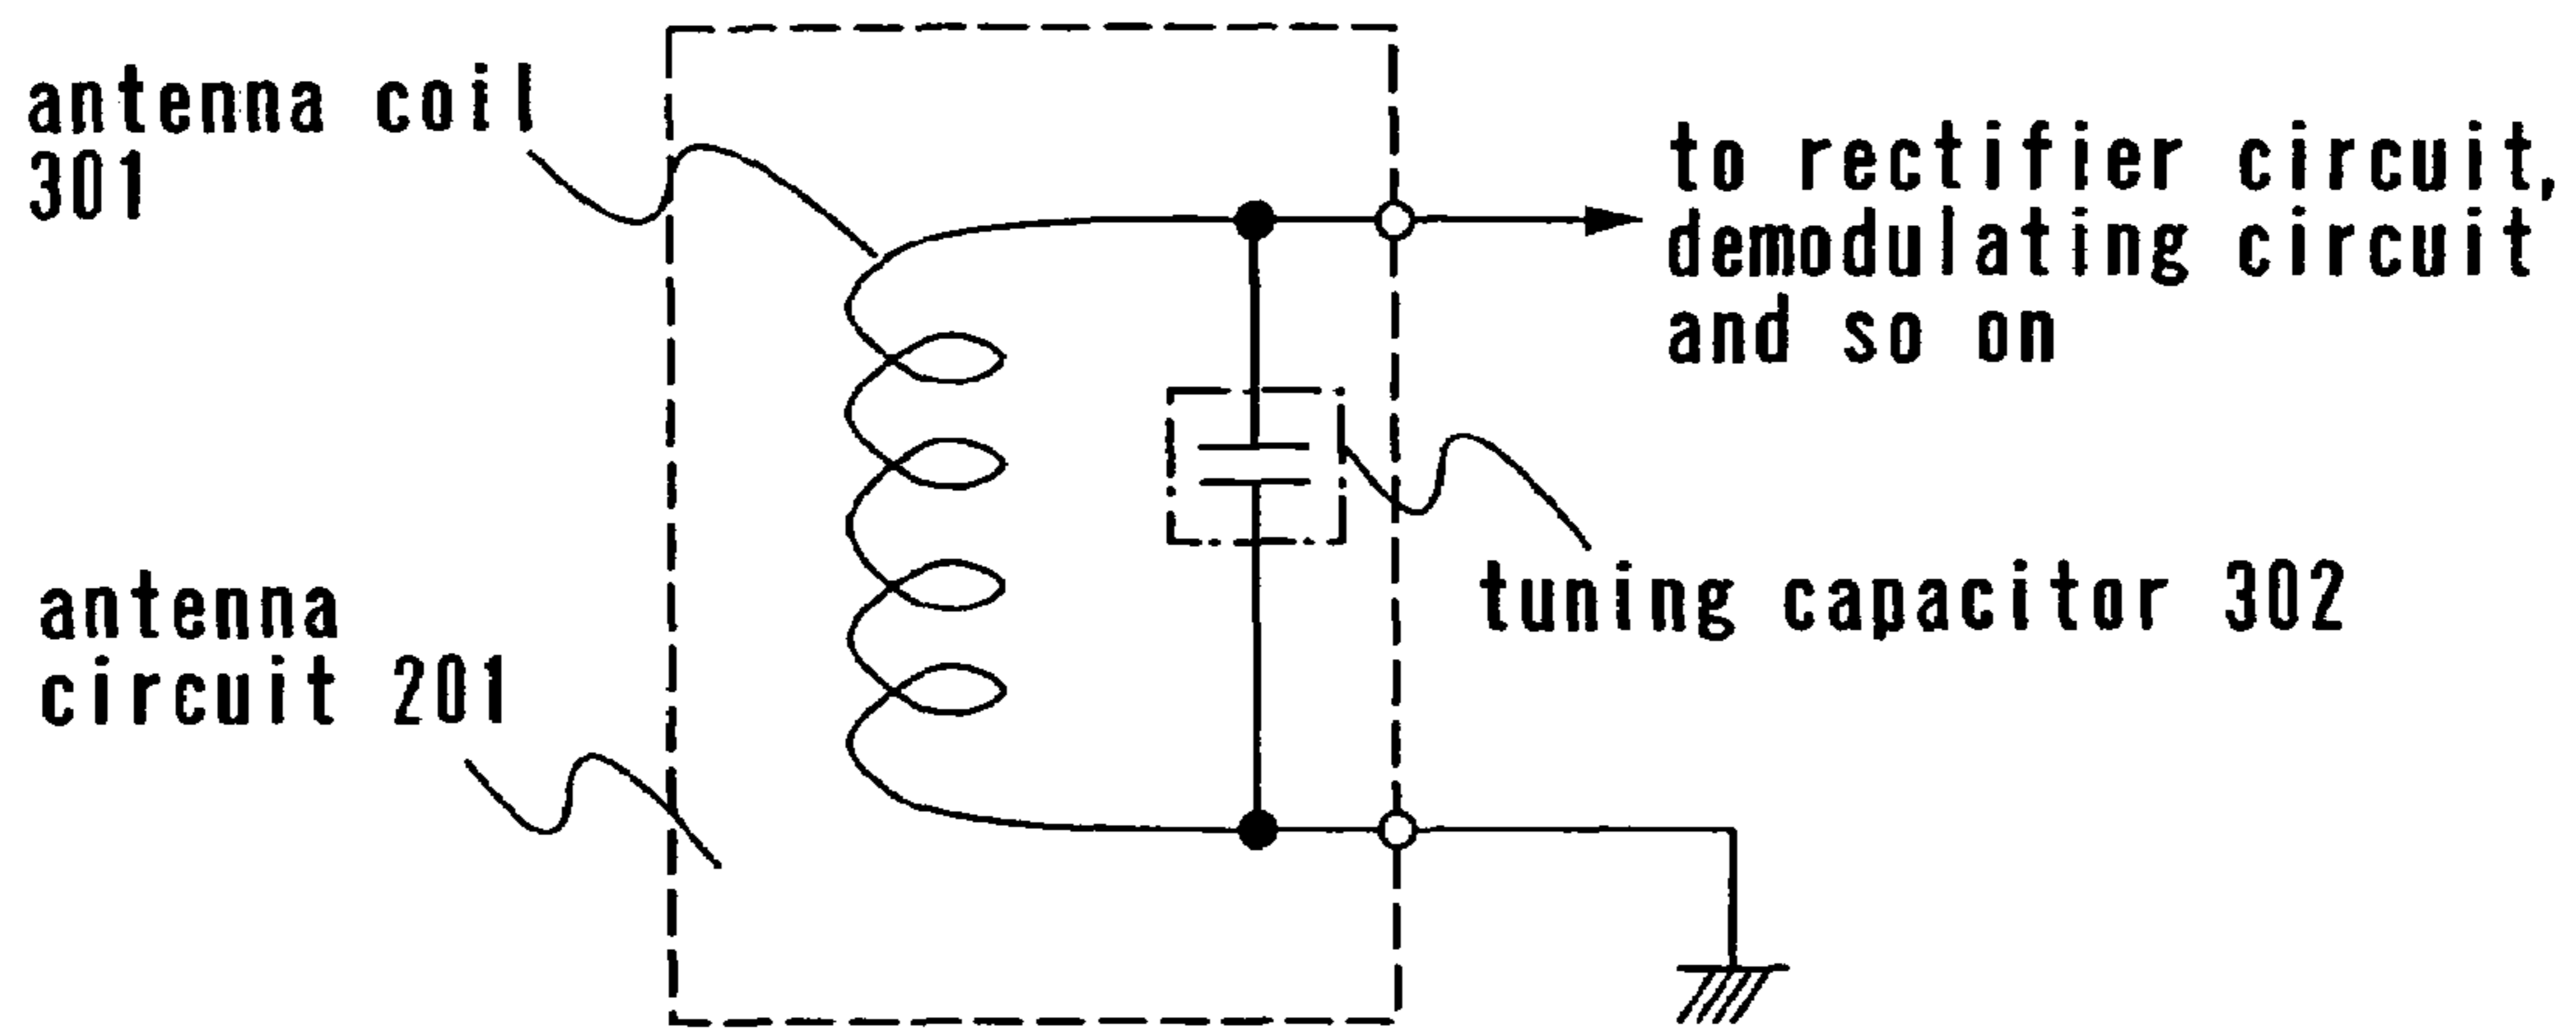 antenna coil
301
to rectifier circuit,
demodulating circuit
and so on
antenna
circuit 201
tuning capacitor 302